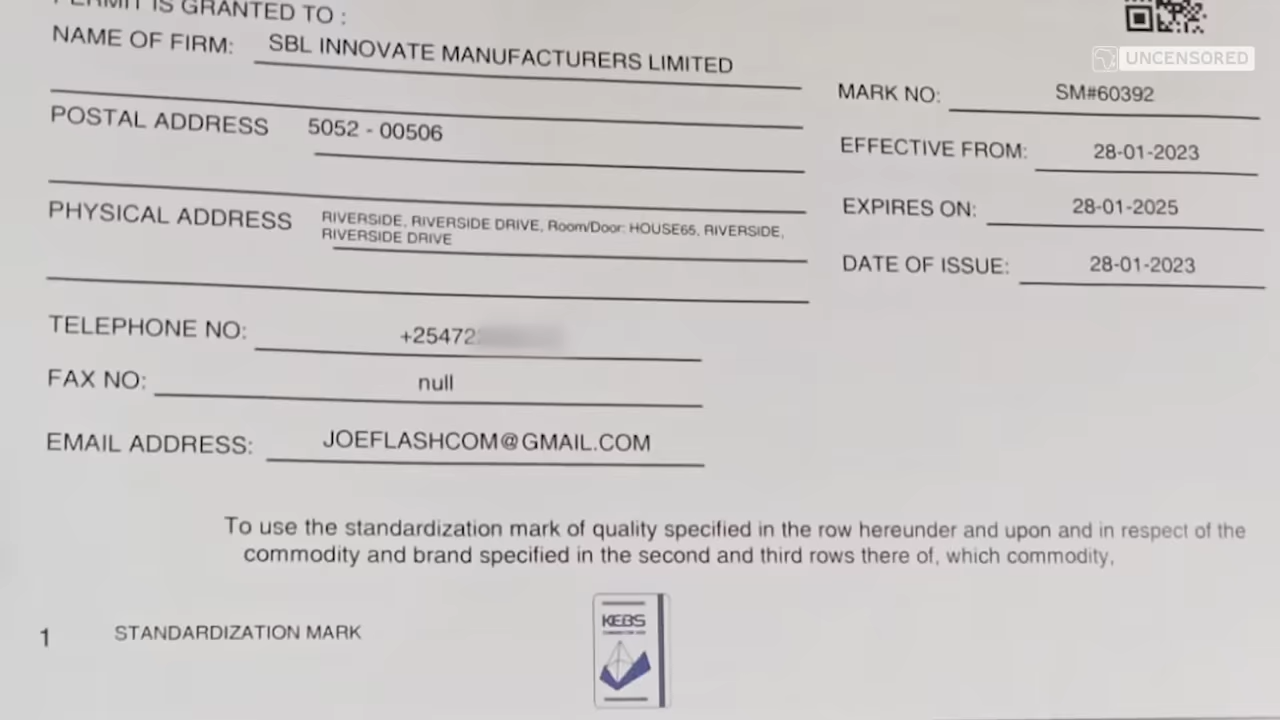 PERMIT IS GRANTED TO :
NAME OF FIRM: SBL INNOVATE MANUFACTURERS LIMITED
POSTAL ADDRESS 5052 - 00506
PHYSICAL ADDRESS RIVERSIDE, RIVERSIDE DRIVE, Room/Door: HOUSE65, RIVERSIDE,
RIVERSIDE DRIVE
TELEPHONE NO: +25472
FAX NO: null
EMAIL ADDRESS: JOEFLASHCOM@GMAIL.COM
UNCENSORED
MARK NO: SM#60392
EFFECTIVE FROM: 28-01-2023
EXPIRES ON: 28-01-2025
DATE OF ISSUE: 28-01-2023
To use the standardization mark of quality specified in the row hereunder and upon and in respect of the
commodity and brand specified in the second and third rows there of, which commodity,
1 STANDARDIZATION MARK
KEBS